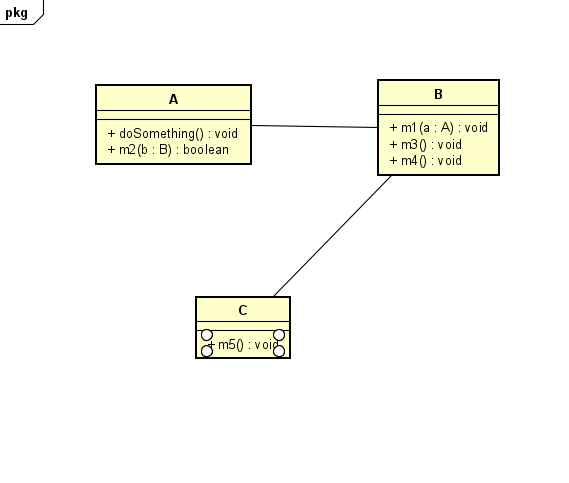 pkg
A
+ doSomething() : void
+ m2(b : B) : boolean
B
+ m1(a : A) : void
+ m3() : void
+ m4() : void
C
+ m5() : void